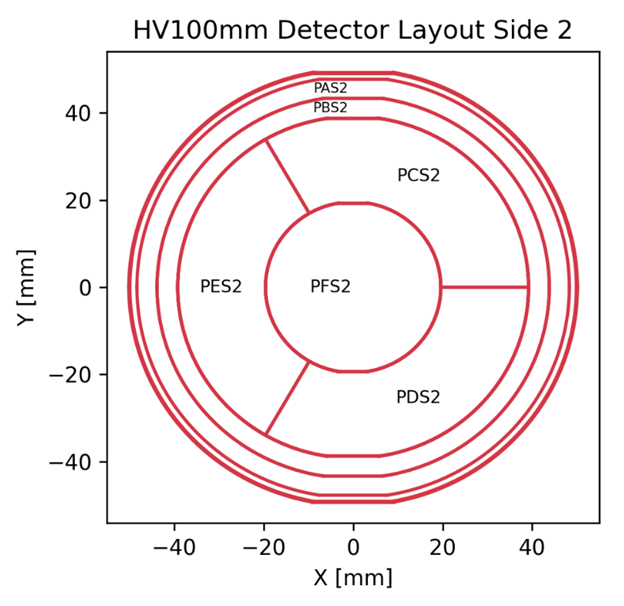 HV100mm Detector Layout Side 2
PAS2
PBS2
PCS2
PES2
PFS2
PDS2
40
20
0
−20
−40
Y [mm]
−40 −20 0 20 40
X [mm]